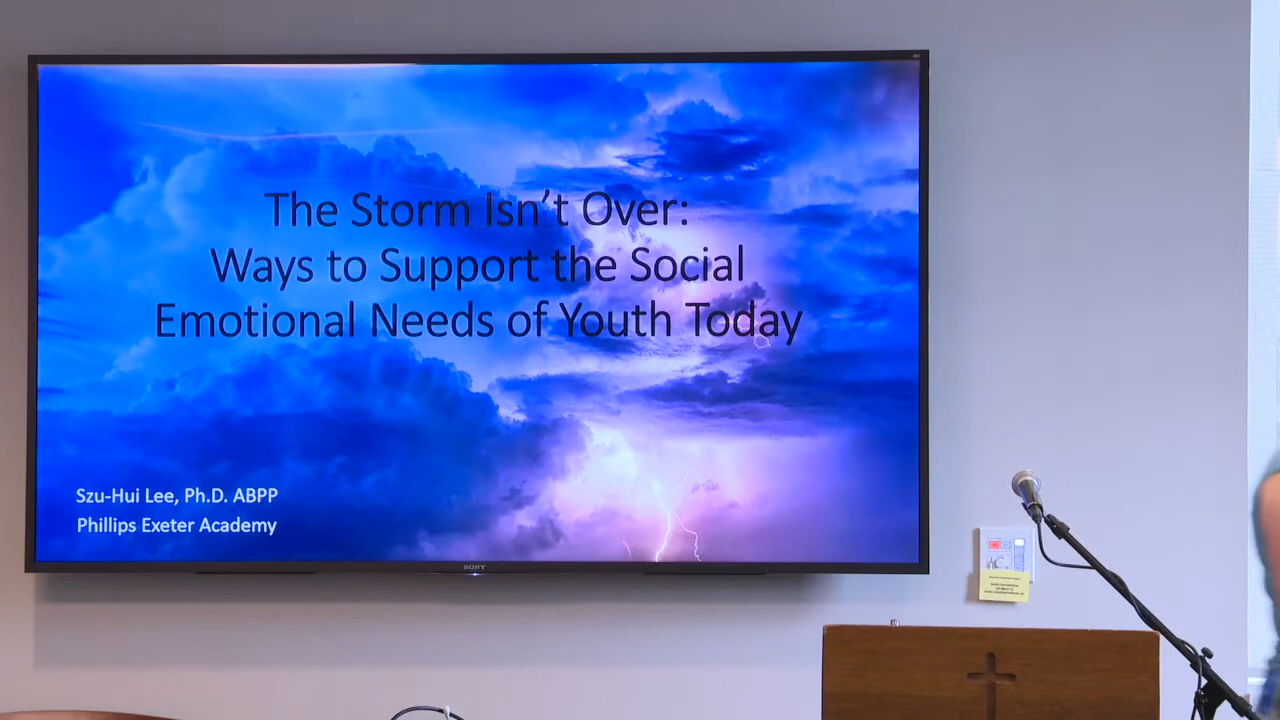 The Storm Isn't Over:
Ways to Support the Social
Emotional Needs of Youth Today
Szu-Hui Lee, Ph.D. ABPP
Phillips Exeter Academy
SONY